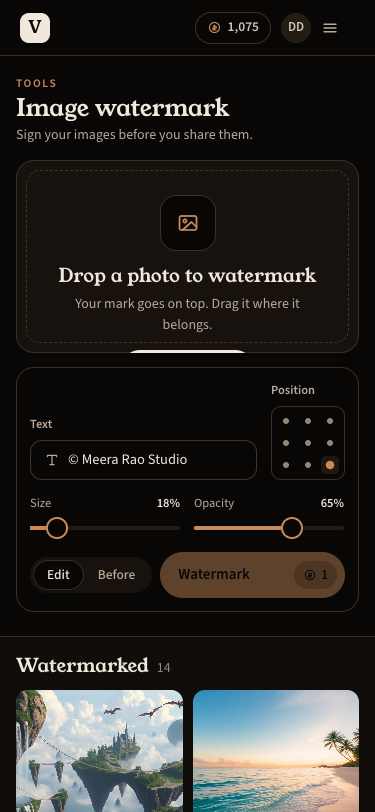 V
1,075
DD
TOOLS
Image watermark
Sign your images before you share them.
Drop a photo to watermark
Your mark goes on top. Drag it where it
belongs.
Position
Text
© Meera Rao Studio
Size 18%
Opacity 65%
Edit
Before
Watermark
1
Watermarked 14